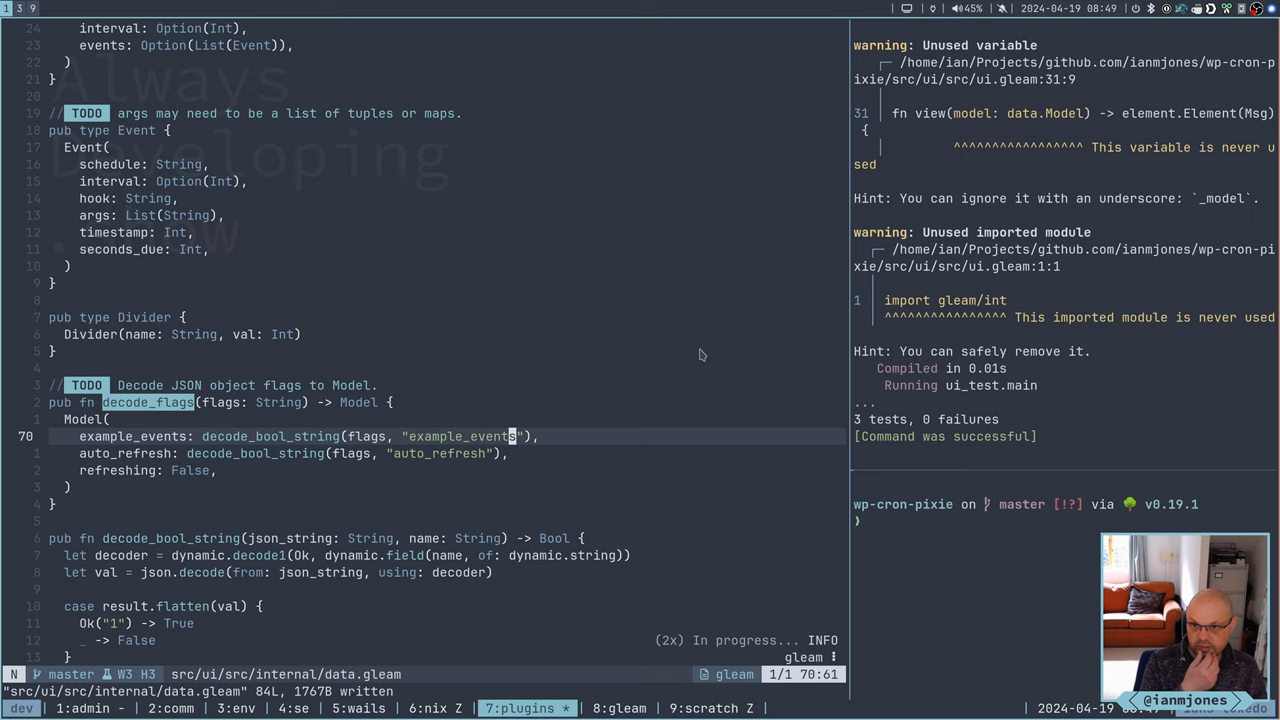 1 3 9
45%
2024-04-19 08:49
24 interval: Option(Int),
23 events: Option(List(Event)),
22 )
21 }
20
19 // TODO args may need to be a list of tuples or maps.
18 pub type Event {
17 Event(
16 schedule: String,
15 interval: Option(Int),
14 hook: String,
13 args: List(String),
12 timestamp: Int,
11 seconds_due: Int,
10 )
9 }
8
7 pub type Divider {
6 Divider(name: String, val: Int)
5 }
4
3 // TODO Decode JSON object flags to Model.
2 pub fn decode_flags(flags: String) -> Model {
1 Model(
70 example_events: decode_bool_string(flags, "example_events"),
1 auto_refresh: decode_bool_string(flags, "auto_refresh"),
2 refreshing: False,
3 )
4 }
5
6 pub fn decode_bool_string(json_string: String, name: String) -> Bool {
7 let decoder = dynamic.decode1(Ok, dynamic.field(name, of: dynamic.string))
8 let val = json.decode(from: json_string, using: decoder)
9
10 case result.flatten(val) {
11 Ok("1") -> True
12 _ -> False
13 }
Always
Developing
(2x) In progress... INFO
gleam
N master W3 H3 src/ui/src/internal/data.gleam gleam 1/1 70:61
"src/ui/src/internal/data.gleam" 84L, 1767B written
warning: Unused variable
/home/ian/Projects/github.com/ianmjones/wp-cron-p
ixie/src/ui/src/ui.gleam:31:9
31 fn view(model: data.Model) -> element.Element(Msg)
{
^^^^^^^^^^^^^^^^^ This variable is never u
sed
Hint: You can ignore it with an underscore: `_model`.
warning: Unused imported module
/home/ian/Projects/github.com/ianmjones/wp-cron-p
ixie/src/ui/src/ui.gleam:1:1
1 import gleam/int
^^^^^^^^^^^^^^^^ This imported module is never used
Hint: You can safely remove it.
Compiled in 0.01s
Running ui_test.main
...
3 tests, 0 failures
[Command was successful]
wp-cron-pixie on master [!?] via v0.19.1
@ianmjones
dev 1:admin - 2:comm 3:env 4:se 5:wails 6:nix Z 7:plugins * 8:gleam 9:scratch Z
2024-04-19